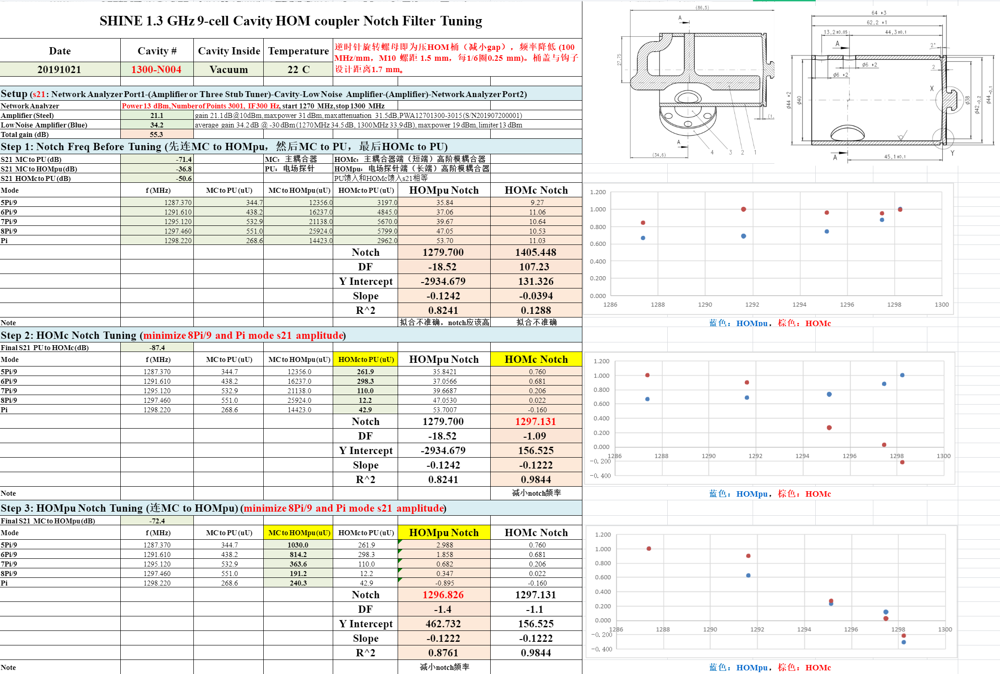 SHINE 1.3 GHz 9-cell Cavity HOM coupler Notch Filter Tuning
Date Cavity # Cavity Inside Temperature
逆时针旋转螺母即为压HOM桶（减小gap），频率降低 (100
MHz/mm，M10 螺距 1.5 mm，每1/6圈0.25 mm)。桶盖与钩子
设计距离1.7 mm。
20191021 1300-N004 Vacuum 22 C
Setup (s21: Network Analyzer Port1-(Amplifier or Three Stub Tuner)-Cavity-Low Noise Amplifier-(Amplifier)-Network Analyzer Port2)
Network Analyzer Power 13 dBm, Number of Points 3001, IF 300 Hz, start 1270 MHz, stop 1300 MHz
Amplifier (Steel) 21.1 gain 21.1 dB@10dBm, max power 31 dBm, max attenuation 31.5dB, PWA12701300-3015 (S/N201907200001)
Low Noise Amplifier (Blue) 34.2 average gain 34.2 dB @ -30 dBm (1270 MHz 34.5 dB, 1300MHz 33.9 dB), max power 19 dBm, limiter 13 dBm
Total gain (dB) 55.3
Step 1: Notch Freq Before Tuning (先连MC to HOMpu，然后MC to PU，最后HOMc to PU)
S21 MC to PU (dB) -71.4 MC：主耦合器 HOMc：主耦合器端（短端）高阶模耦合器
S21 MC to HOMpu (dB) -36.8 PU：电场探针 HOMpu：电场探针端（长端）高阶模耦合器
S21 HOMc to PU (dB) -50.6 PU馈入和HOMc馈入s21相等
Mode f (MHz) MC to PU (uU) MC to HOMpu (uU) HOMc to PU (uU) HOMpu Notch HOMc Notch
5Pi/9 1287.370 344.7 12356.0 3197.0 35.84 9.27
6Pi/9 1291.610 438.2 16237.0 4845.0 37.06 11.06
7Pi/9 1295.120 532.9 21138.0 5670.0 39.67 10.64
8Pi/9 1297.460 551.0 25924.0 5799.0 47.05 10.53
Pi 1298.220 268.6 14423.0 2962.0 53.70 11.03
Notch 1279.700 1405.448
DF -18.52 107.23
Y Intercept -2934.679 131.326
Slope -0.1242 -0.0394
R^2 0.8241 0.1288
Note 拟合不准确，notch应该高 拟合不准确
Step 2: HOMc Notch Tuning (minimize 8Pi/9 and Pi mode s21 amplitude)
Final S21 PU to HOMc (dB) -87.4
Mode f (MHz) MC to PU (uU) MC to HOMpu (uU) HOMc to PU (uU) HOMpu Notch HOMc Notch
5Pi/9 1287.370 344.7 12356.0 261.9 35.8421 0.760
6Pi/9 1291.610 438.2 16237.0 298.3 37.0566 0.681
7Pi/9 1295.120 532.9 21138.0 110.0 39.6687 0.206
8Pi/9 1297.460 551.0 25924.0 12.2 47.0530 0.022
Pi 1298.220 268.6 14423.0 42.9 53.7007 -0.160
Notch 1279.700 1297.131
DF -18.52 -1.09
Y Intercept -2934.679 156.525
Slope -0.1242 -0.1222
R^2 0.8241 0.9844
Note 减小notch频率
Step 3: HOMpu Notch Tuning (连MC to HOMpu) (minimize 8Pi/9 and Pi mode s21 amplitude)
Final S21 MC to HOMpu (dB) -72.4
Mode f (MHz) MC to PU (uU) MC to HOMpu (uU) HOMc to PU (uU) HOMpu Notch HOMc Notch
5Pi/9 1287.370 344.7 1030.0 261.9 2.988 0.760
6Pi/9 1291.610 438.2 814.2 298.3 1.858 0.681
7Pi/9 1295.120 532.9 363.6 110.0 0.682 0.206
8Pi/9 1297.460 551.0 191.2 12.2 0.347 0.022
Pi 1298.220 268.6 240.3 42.9 -0.895 -0.160
Notch 1296.826 1297.131
DF -1.4 -1.1
Y Intercept 462.732 156.525
Slope -0.1222 -0.1222
R^2 0.8761 0.9844
Note 减小notch频率
(86,5)
A
27,75
(1,
A
(34,6)
4 3 2 1
64 *3
62,2 *1
13,2±0,05 44,3±0,1
A
2°
ø6 *2
2
ø6 *2
ø44 *2
ø40
X
ø38
ø42-0,2
ø44-0,1
Y
A
45,1±0,1
1.200
1.000
0.800
0.600
0.400
0.200
0.000
1286 1288 1290 1292 1294 1296 1298 1300
蓝色：HOMpu，棕色：HOMc
1.200
1.000
0.800
0.600
0.400
0.200
0.000
1286 1288 1290 1292 1294 1296 1298 1300
-0.200
-0.400
蓝色：HOMpu，棕色：HOMc
1.200
1.000
0.800
0.600
0.400
0.200
0.000
1286 1288 1290 1292 1294 1296 1298 1300
-0.200
-0.400
蓝色：HOMpu，棕色：HOMc